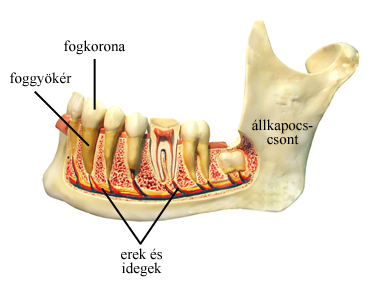 fogkorona
foggyökér
állkapocs-
csont
erek és
idegek